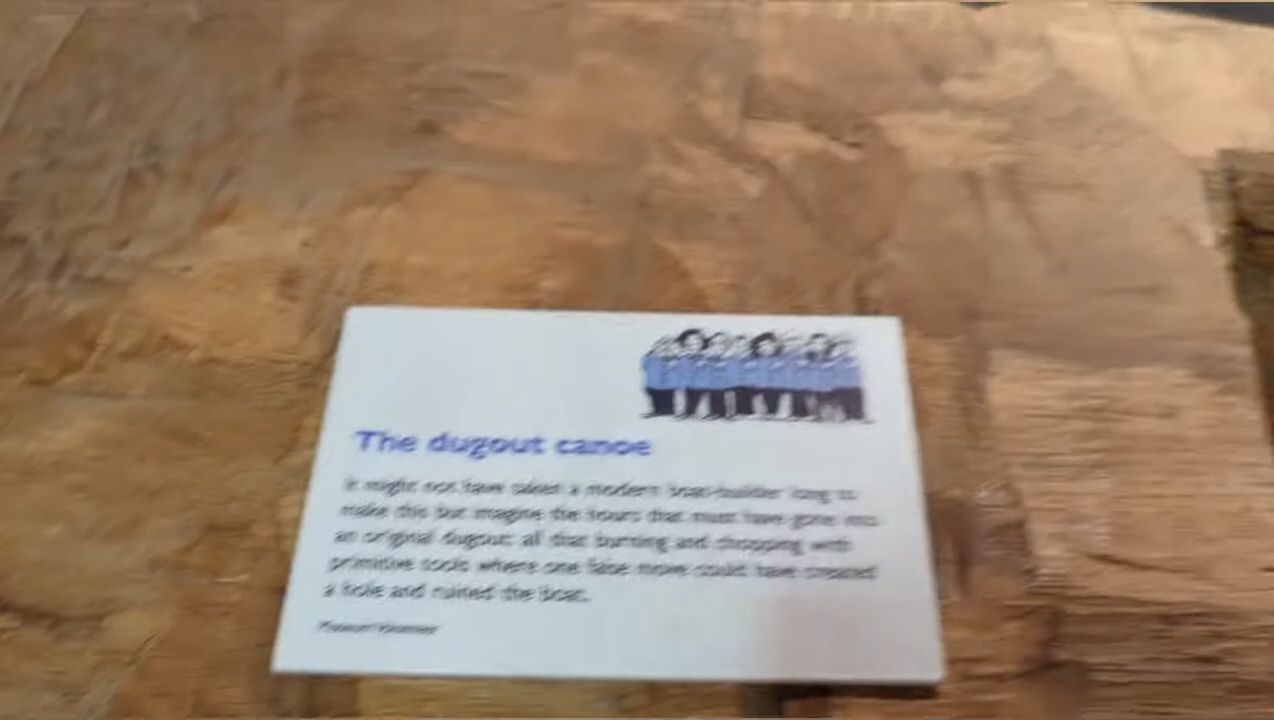 The dugout canoe
It might not have taken a modern boat-builder long to
make this but imagine the hours that must have gone into
an original dugout: all that burning and chopping with
primitive tools where one false move could have created
a hole and ruined the boat.
Museum Volunteer